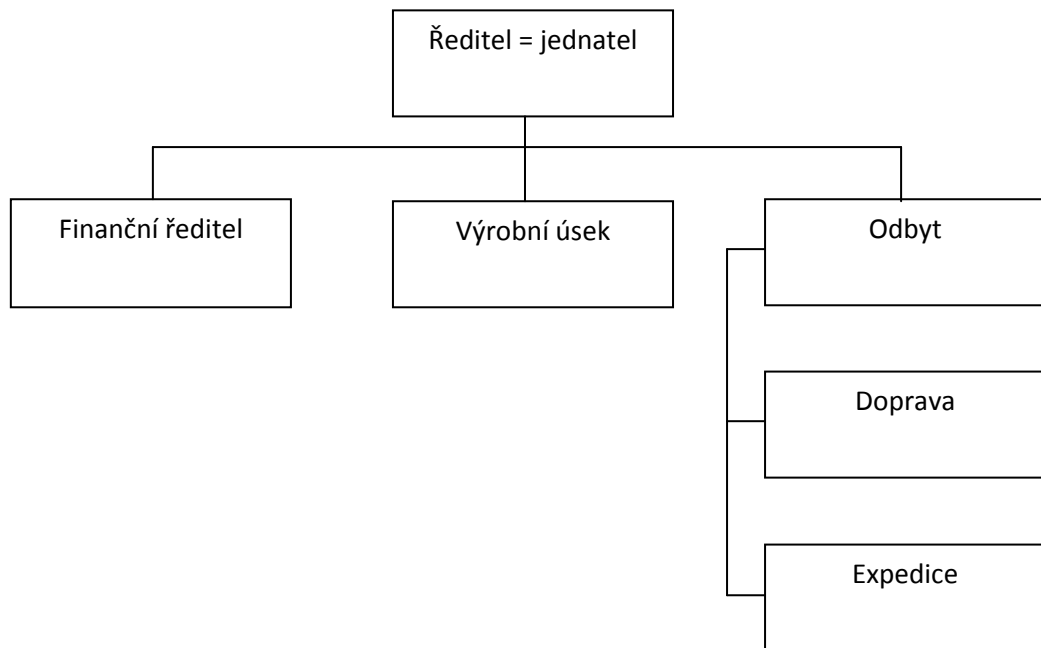 Ředitel = jednatel
Finanční ředitel
Výrobní úsek
Odbyt
Doprava
Expedice